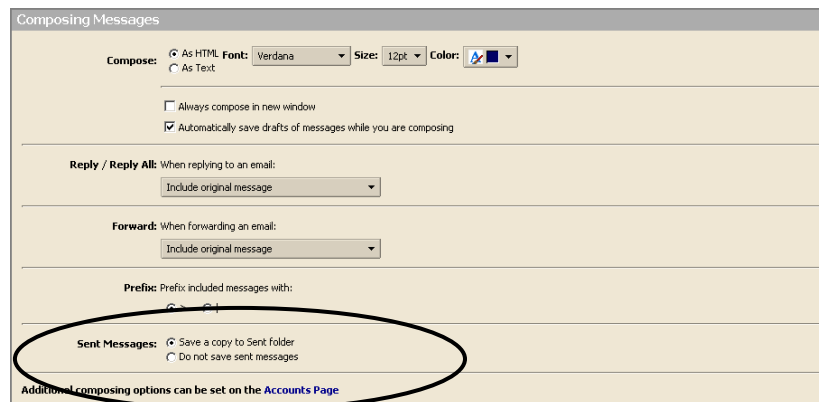 Composing Messages
Compose: As HTML Font: Verdana Size: 12pt Color:
As Text
Always compose in new window
Automatically save drafts of messages while you are composing
Reply / Reply All: When replying to an email:
Include original message
Forward: When forwarding an email:
Include original message
Prefix: Prefix included messages with:
Sent Messages: Save a copy to Sent folder
Do not save sent messages
Additional composing options can be set on the Accounts Page